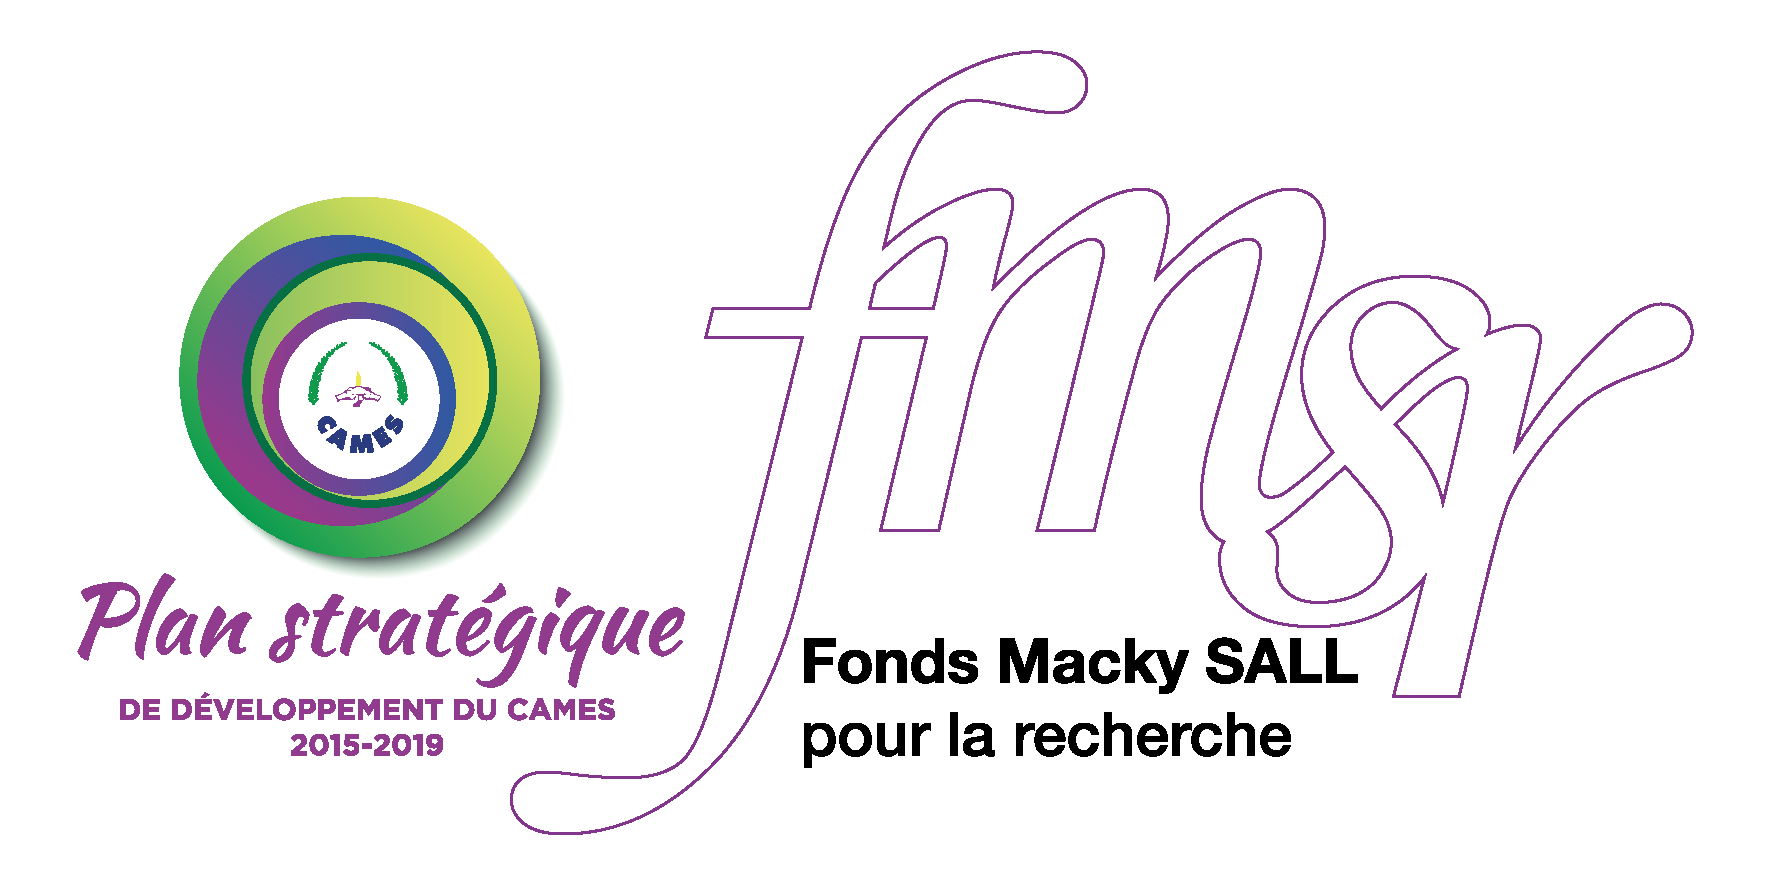 CAMES
Plan stratégique
DE DÉVELOPPEMENT DU CAMES
2015-2019
fmsr
Fonds Macky SALL
pour la recherche